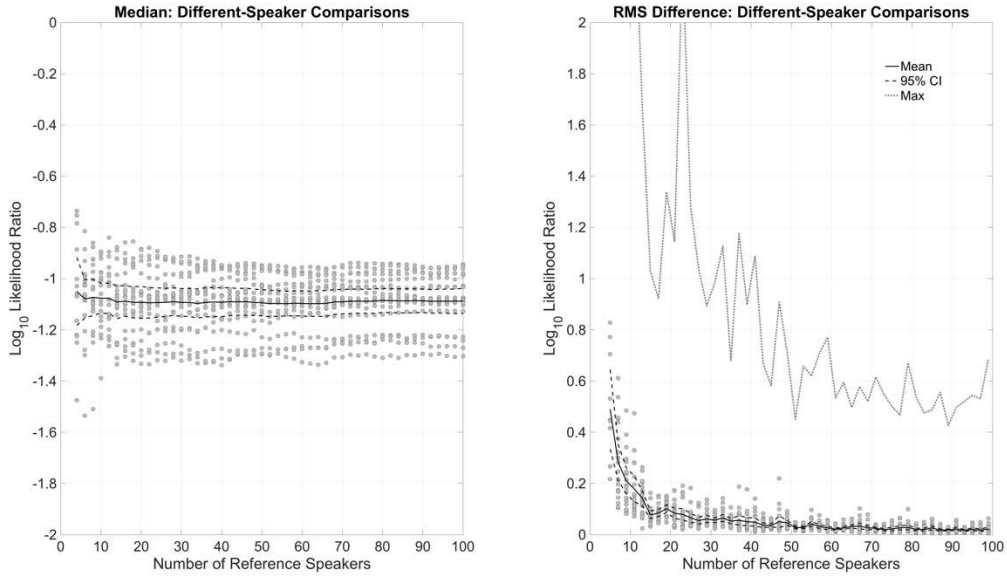 Median: Different-Speaker Comparisons
0
-0.2
-0.4
-0.6
-0.8
-1
-1.2
-1.4
-1.6
-1.8
-2
Log10 Likelihood Ratio
0 10 20 30 40 50 60 70 80 90 100
Number of Reference Speakers
RMS Difference: Different-Speaker Comparisons
2
1.8
1.6
1.4
1.2
1
0.8
0.6
0.4
0.2
0
Log10 Likelihood Ratio
Mean
95% CI
Max
0 10 20 30 40 50 60 70 80 90 100
Number of Reference Speakers